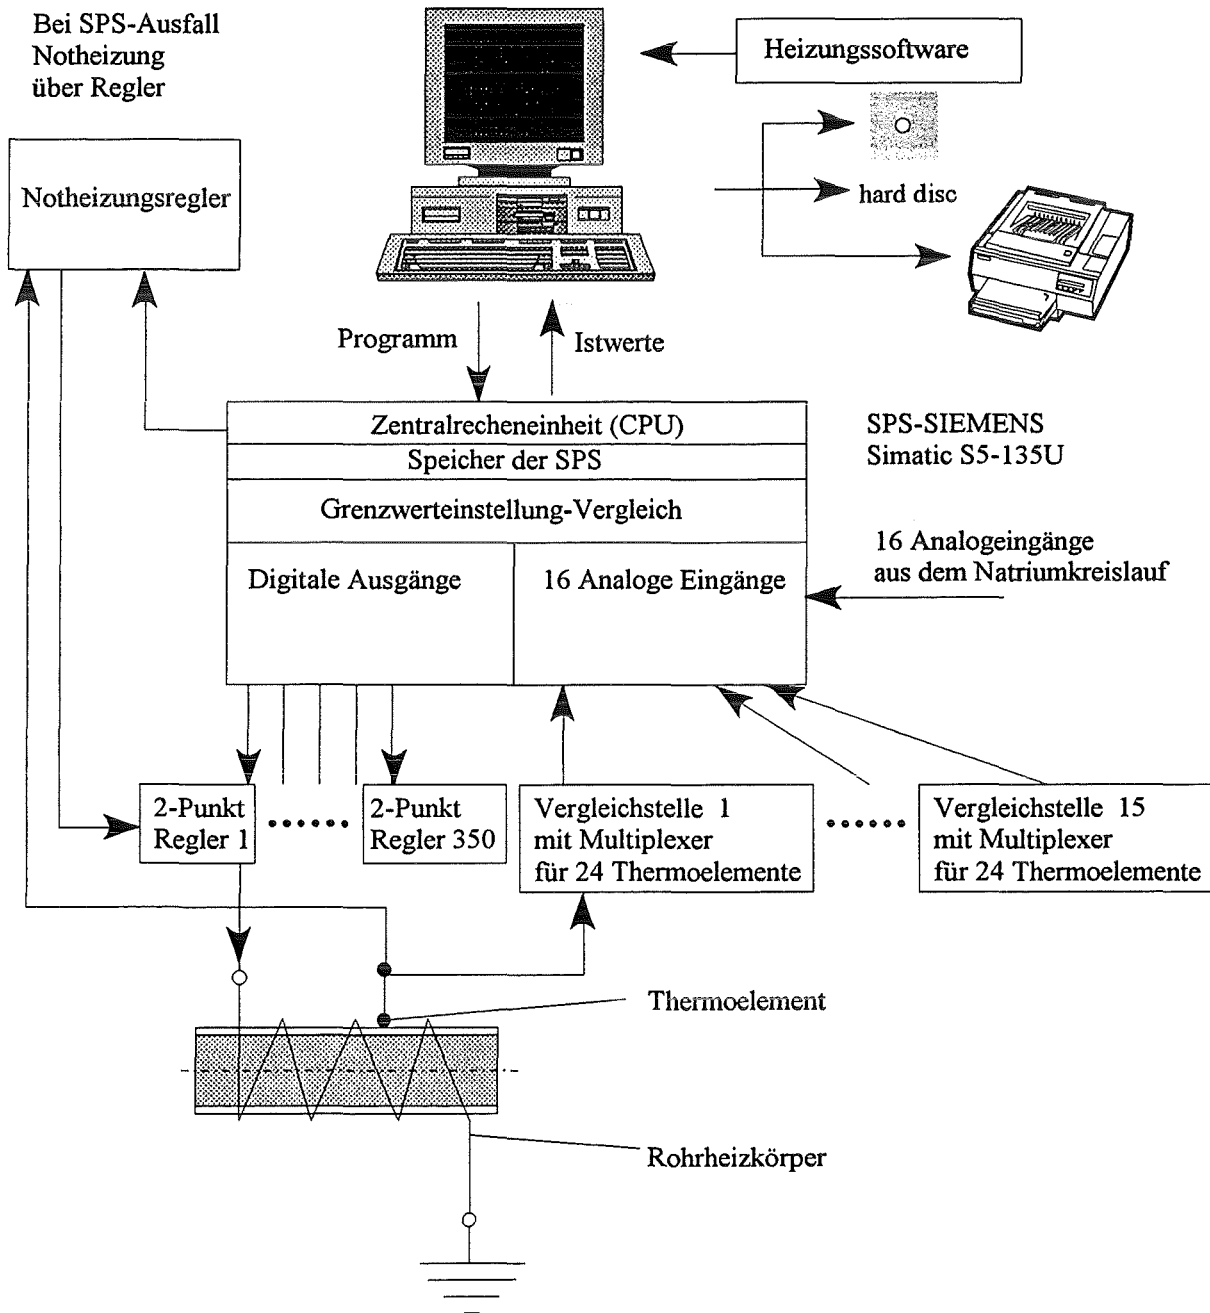 Bei SPS-Ausfall
Notheizung
über Regler
Heizungssoftware
Notheizungsregler
hard disc
Programm
Istwerte
Zentralrecheneinheit (CPU)
Speicher der SPS
Grenzwerteinstellung-Vergleich
Digitale Ausgänge
16 Analoge Eingänge
SPS-SIEMENS
Simatic S5-135U
16 Analogeingänge
aus dem Natriumkreislauf
2-Punkt
Regler 1
2-Punkt
Regler 350
Vergleichstelle 1
mit Multiplexer
für 24 Thermoelemente
Vergleichstelle 15
mit Multiplexer
für 24 Thermoelemente
Thermoelement
Rohrheizkörper